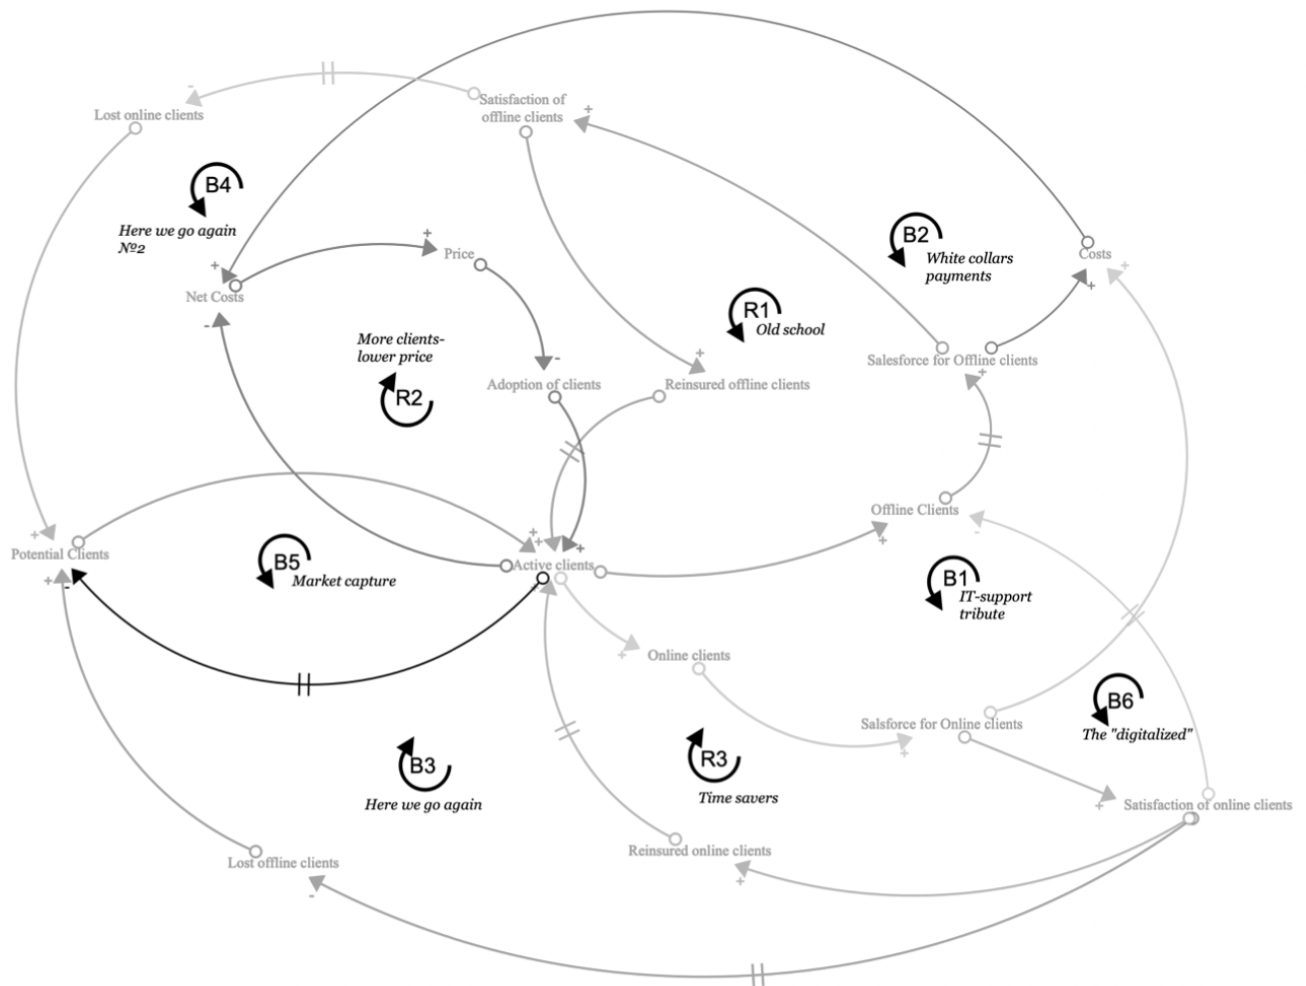 Lost online clients
-
Satisfaction of
offline clients
+
B4
Here we go again
№2
+
Net Costs
-
+
Price
B2
White collars
payments
Costs
+
+
R1
Old school
More clients-
lower price
R2
-
Adoption of clients
+
Reinsured offline clients
Salesforce for Offline clients
+
Offline Clients
+
-
+
Potential Clients
+
-
B5
Market capture
+
+
+
Active clients
+
B1
IT-support
tribute
Online clients
+
Salsforce for Online clients
+
B6
The "digitalized"
B3
Here we go again
R3
Time savers
+
Satisfaction of online clients
Reinsured online clients
+
Lost offline clients
-